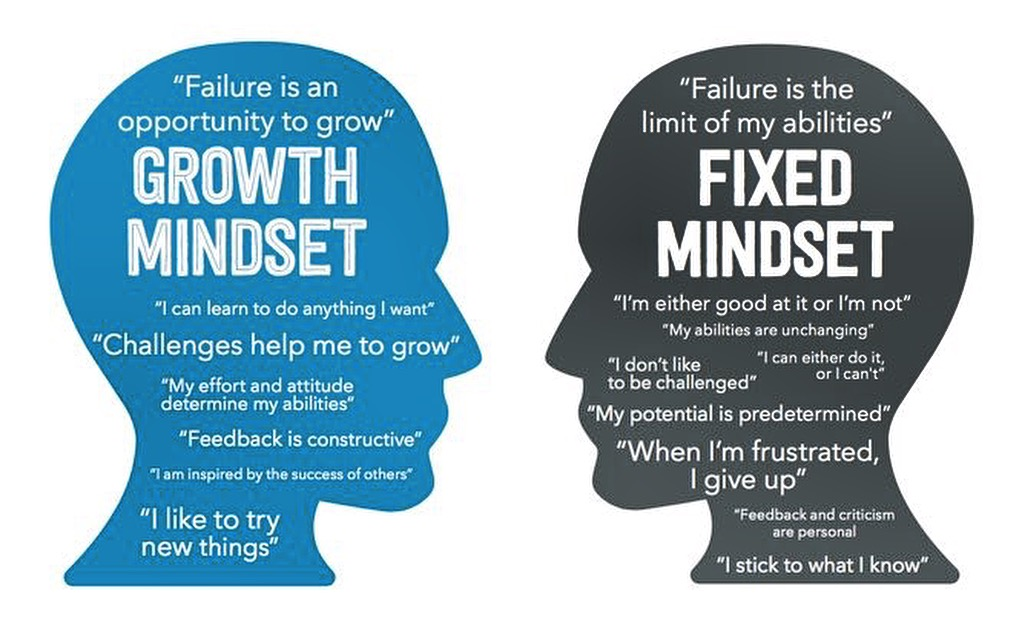 “Failure is an
opportunity to grow”
GROWTH
MINDSET
“I can learn to do anything I want”
“Challenges help me to grow”
“My effort and attitude
determine my abilities”
“Feedback is constructive”
“I am inspired by the success of others”
“I like to try
new things”
“Failure is the
limit of my abilities”
FIXED
MINDSET
“I’m either good at it or I’m not”
“My abilities are unchanging”
“I don’t like
to be challenged”
“I can either do it,
or I can't”
“My potential is predetermined”
“When I’m frustrated,
I give up”
“Feedback and criticism
are personal
“I stick to what I know”